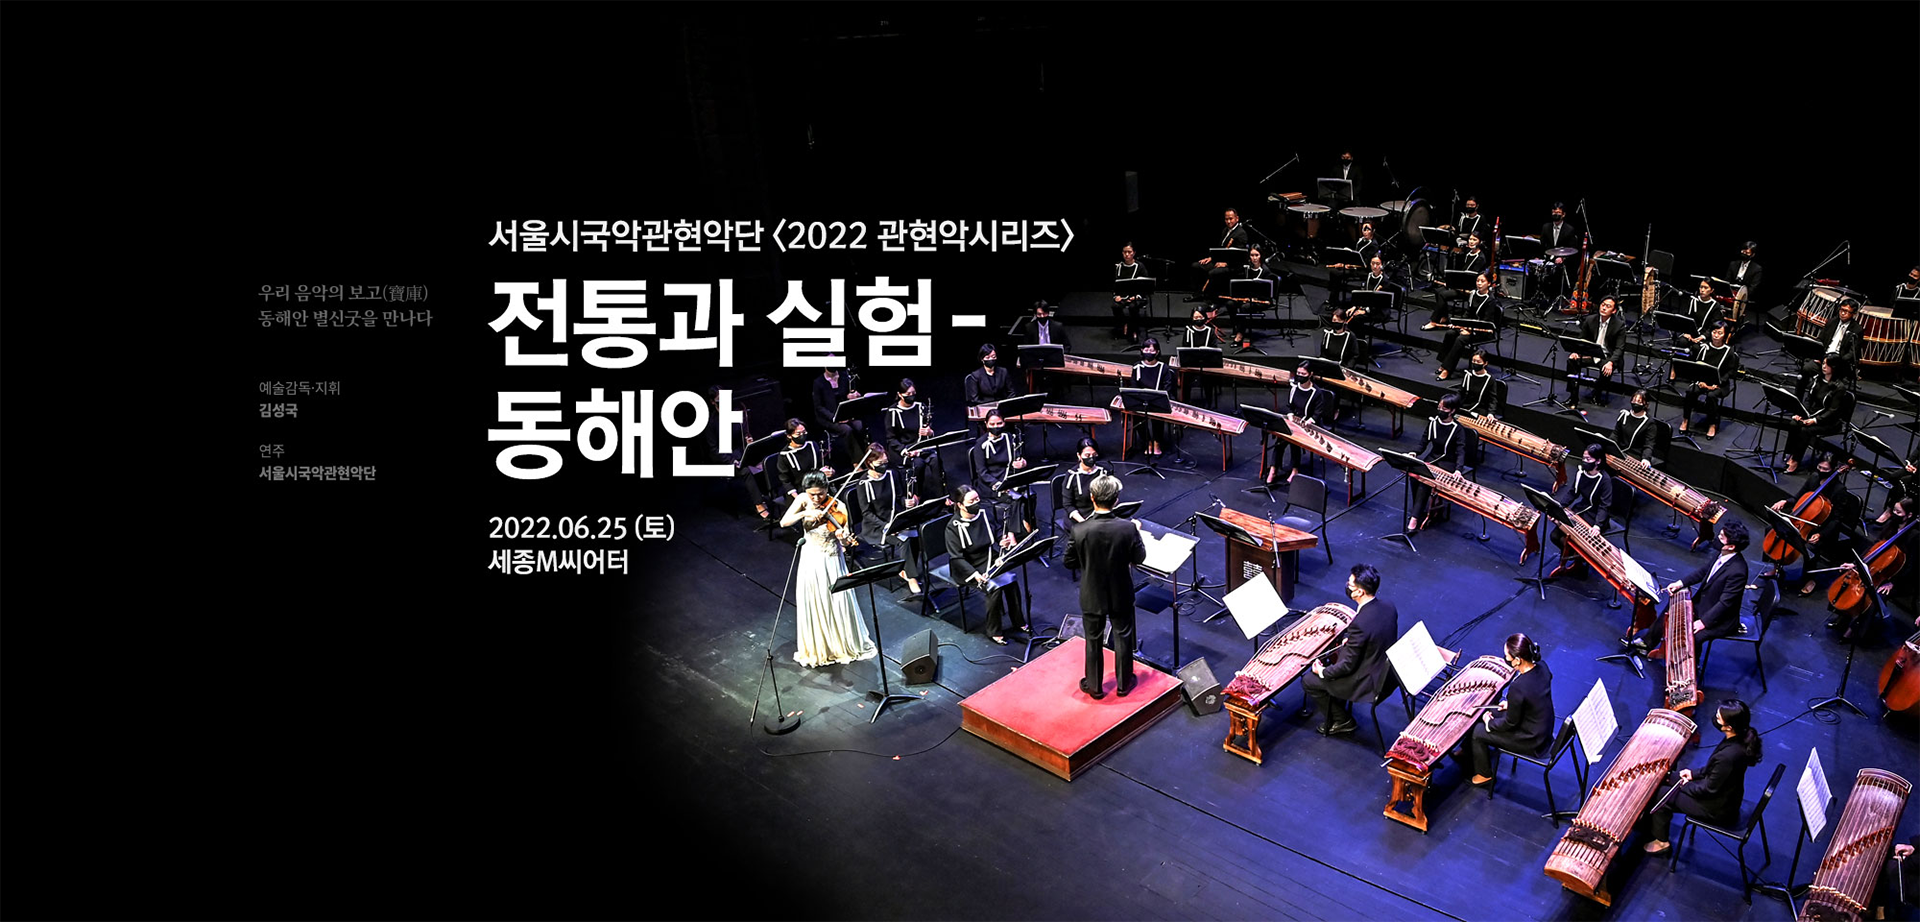 서울시국악관현악단 〈2022 관현악시리즈〉
전통과 실험 -
동해안
2022.06.25 (토)
세종M씨어터
우리 음악의 보고(寶庫)
동해안 별신굿을 만나다
예술감독·지휘
김성국
연주
서울시국악관현악단